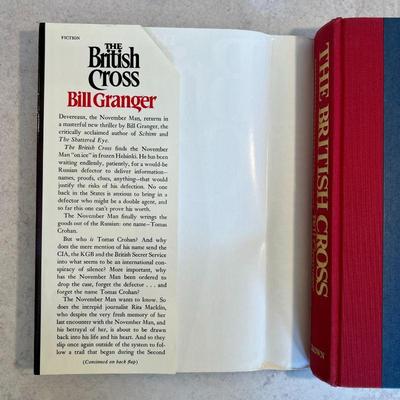 FICTION
THE
British
Cross
Bill Granger
Devereaux, the November Man, returns in
a masterful new thriller by Bill Granger, the
critically acclaimed author of Schism and
The Shattered Eye.
The British Cross finds the November
Man "on ice" in frozen Helsinki. He has been
waiting endlessly, patiently, for a would-be
Russian defector to deliver information—
names, proofs, clues, anything—that would
justify the risks of his defection. No one
back in the States is anxious to bring in a
defector who might be a double agent, and
so far this one can't prove his worth.
The November Man finally wrings the
goods out of the Russian: one name—Tomas
Crohan.
But who is Tomas Crohan? And why
does the mere mention of his name send the
CIA, the KGB and the British Secret Service
into what seems to be an international con-
spiracy of silence? More important, why
has the November Man been ordered to
drop the case, forget the defector . . . and
forget the name Tomas Crohan?
The November Man wants to know. So
does the intrepid journalist Rita Macklin,
who despite the very fresh memory of her
last encounter with the November Man, and
his betrayal of her, is about to be drawn
back into his life and his heart. And so they
slip once again outside of the system to fol-
low a trail that began during the Second
(Continued on back flap)
THE BRITISH CROSS
CROWN